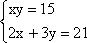 xy = 15
2x + 3y = 21